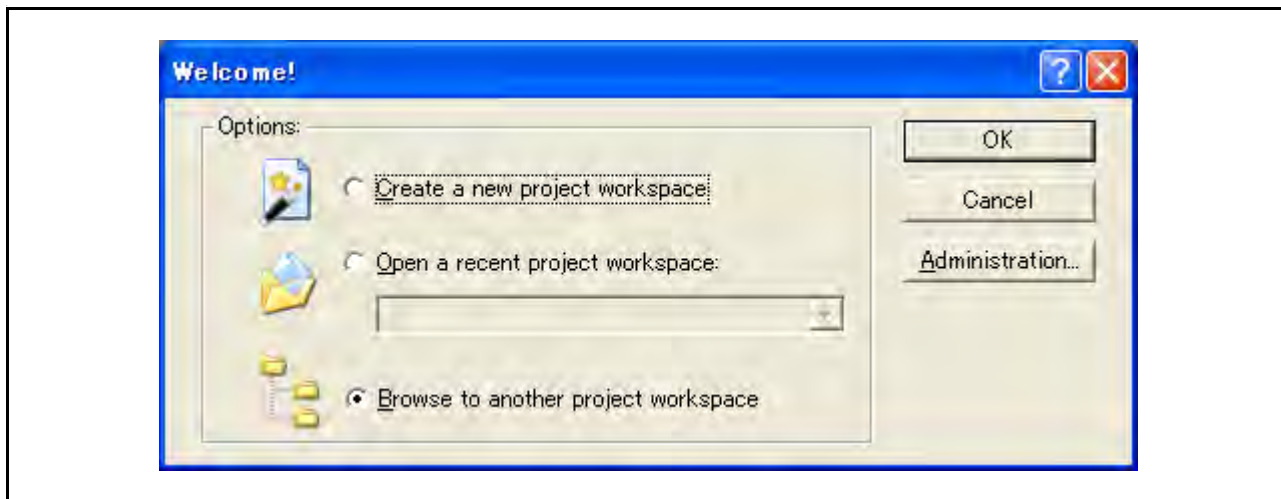 Welcome!
Options:
Create a new project workspace
Open a recent project workspace:
Browse to another project workspace
OK
Cancel
Administration...